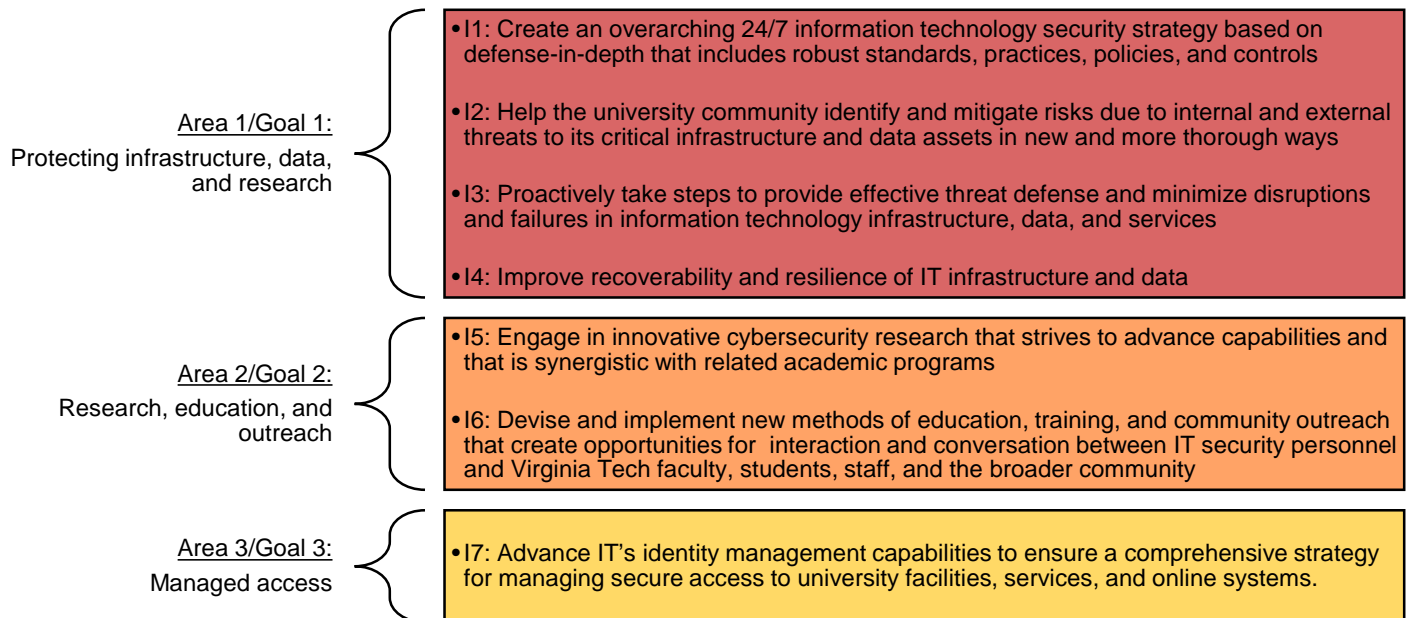 Area 1/Goal 1:
Protecting infrastructure, data,
and research
•I1: Create an overarching 24/7 information technology security strategy based on
defense-in-depth that includes robust standards, practices, policies, and controls
•I2: Help the university community identify and mitigate risks due to internal and external
threats to its critical infrastructure and data assets in new and more thorough ways
•I3: Proactively take steps to provide effective threat defense and minimize disruptions
and failures in information technology infrastructure, data, and services
•I4: Improve recoverability and resilience of IT infrastructure and data
Area 2/Goal 2:
Research, education, and
outreach
•I5: Engage in innovative cybersecurity research that strives to advance capabilities and
that is synergistic with related academic programs
•I6: Devise and implement new methods of education, training, and community outreach
that create opportunities for  interaction and conversation between IT security personnel
and Virginia Tech faculty, students, staff, and the broader community
Area 3/Goal 3:
Managed access
•I7: Advance IT’s identity management capabilities to ensure a comprehensive strategy
for managing secure access to university facilities, services, and online systems.